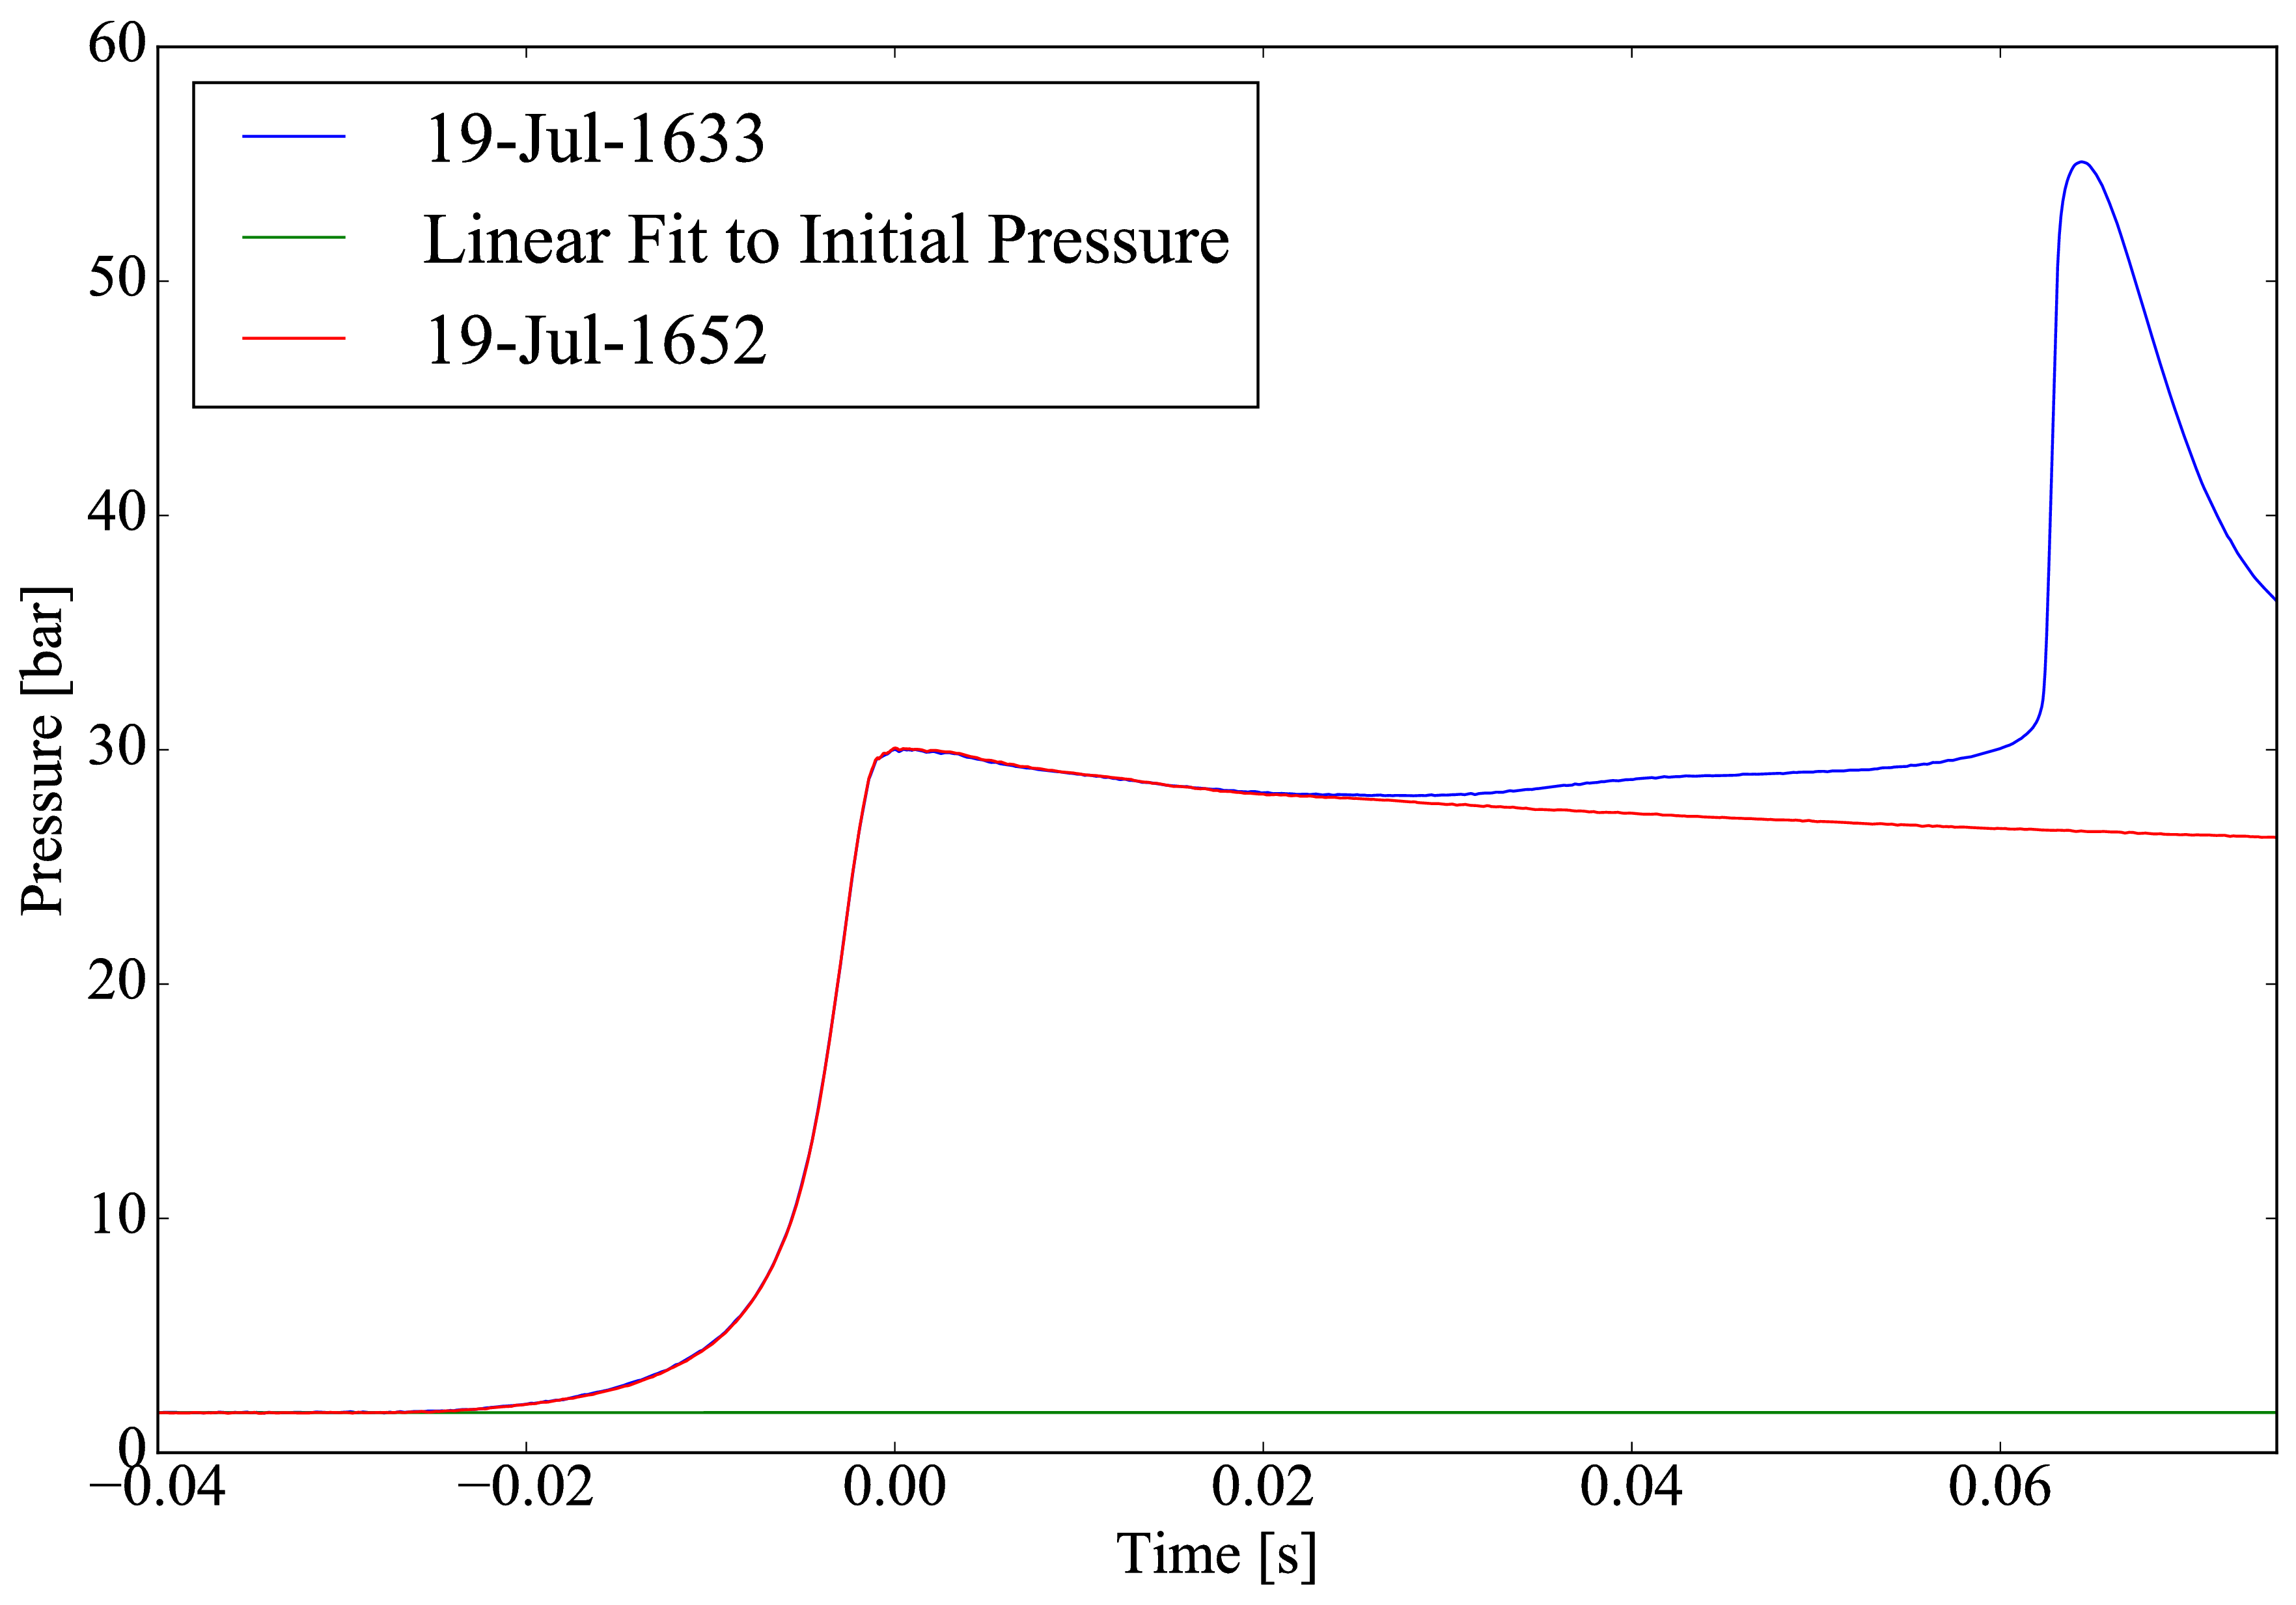 60
19-Jul-1633
Linear Fit to Initial Pressure
19-Jul-1652
50
40
30
20
10
0
Pressure [bar]
−0.04 −0.02 0.00 0.02 0.04 0.06
Time [s]